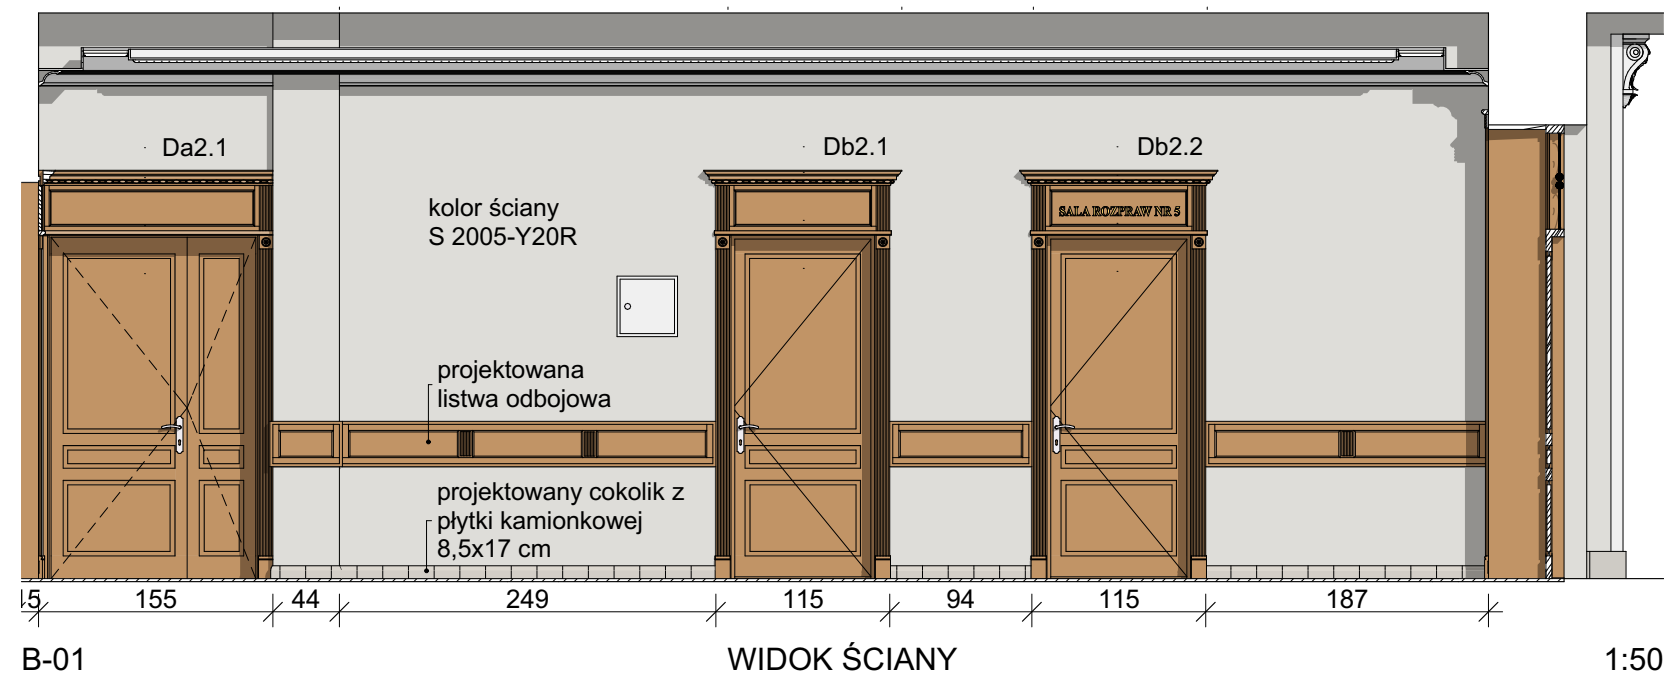 Da2.1
Db2.1
Db2.2
kolor ściany
S 2005-Y20R
SALA ROZPRAW NR 5
projektowana
listwa odbojowa
projektowany cokolik z
płytki kamionkowej
8,5x17 cm
155
44
249
115
94
115
187
B-01
WIDOK ŚCIANY
1:50